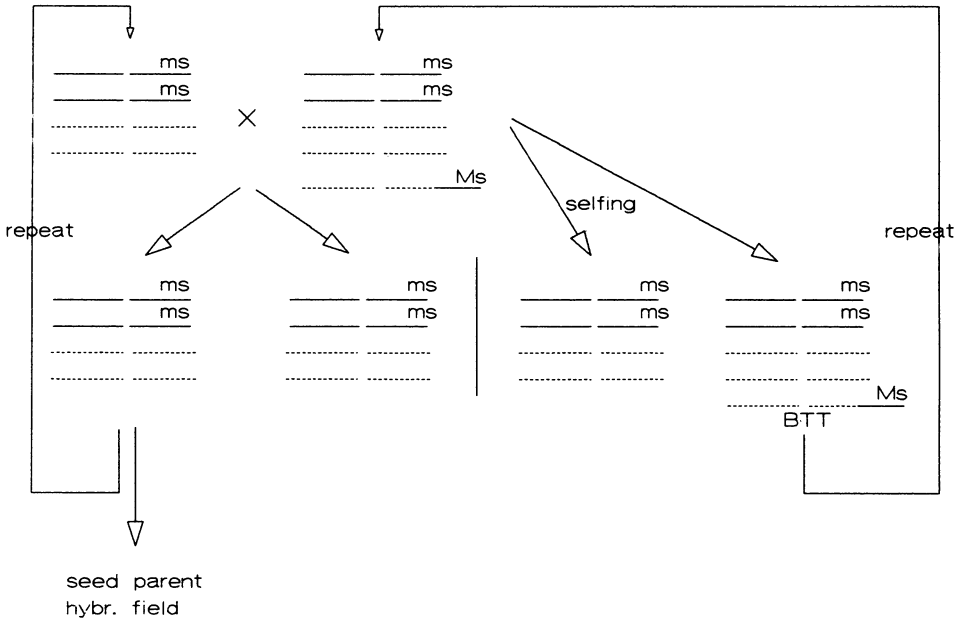 ms ms
ms ms
Ms
selfing
repeat repeat
ms ms ms ms
ms ms ms ms
Ms
BTT
seed parent
hybr. field